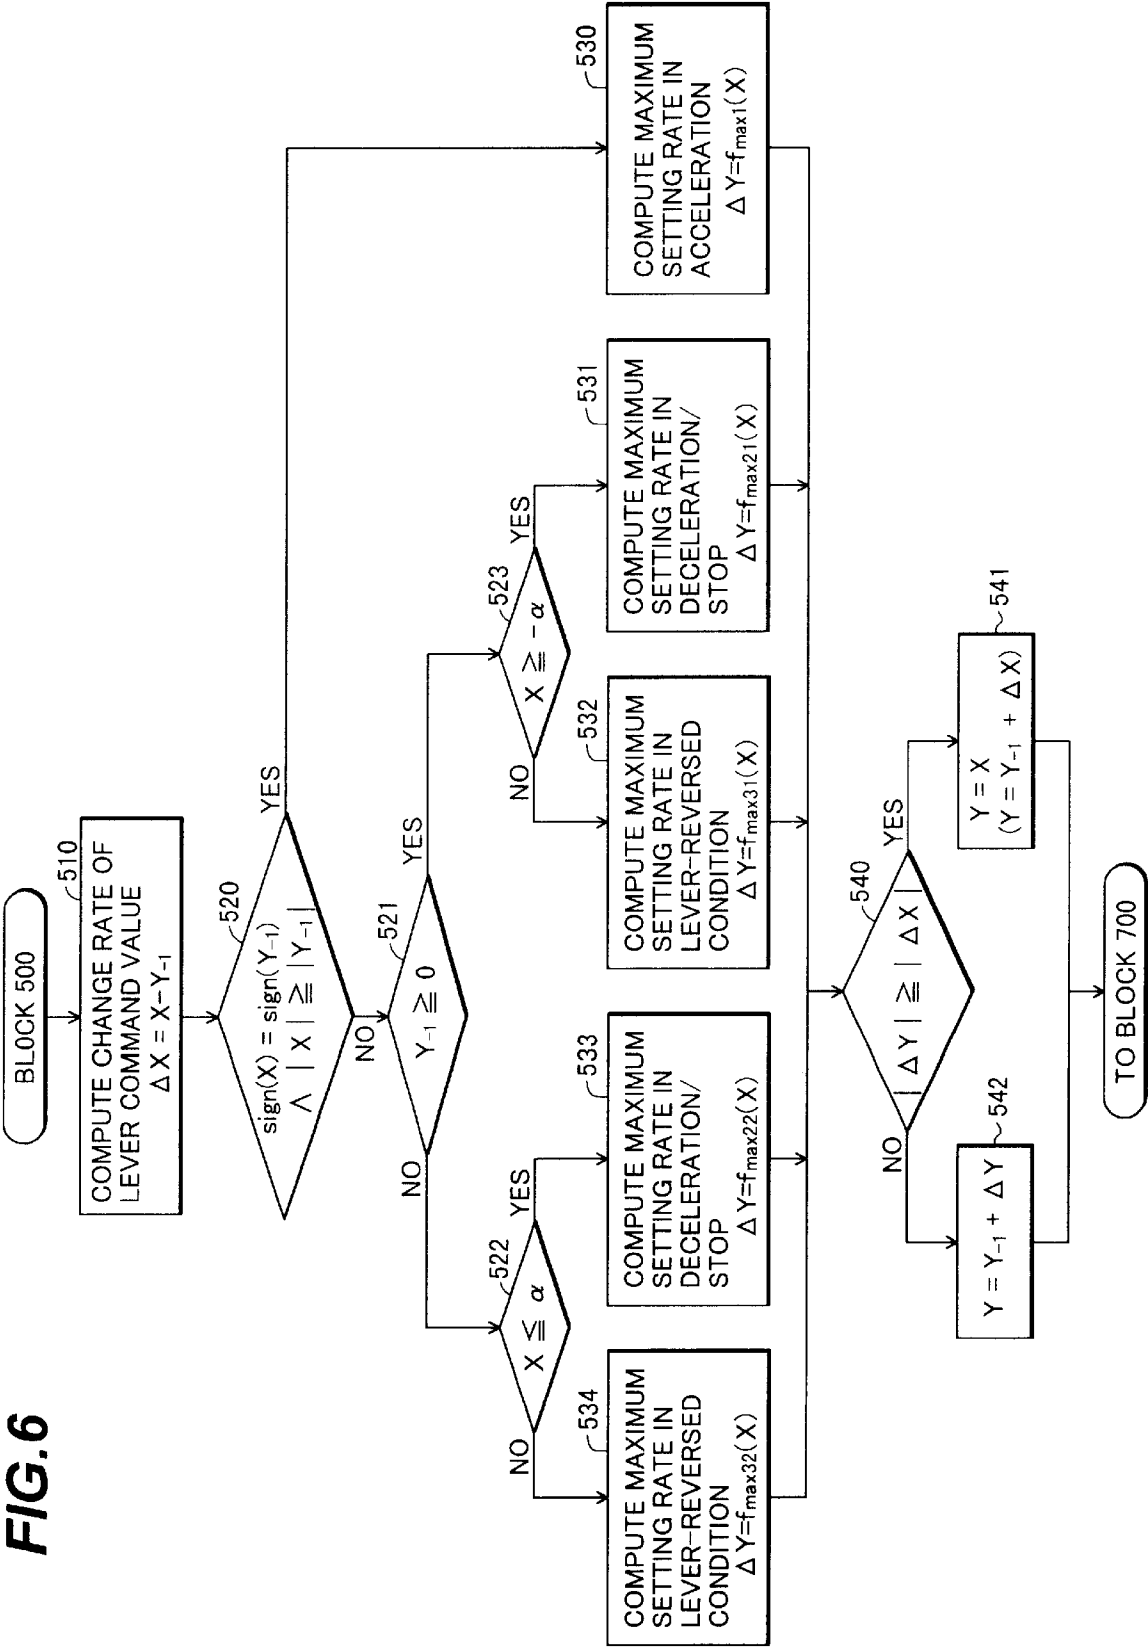 FIG.6
BLOCK 500
510
COMPUTE CHANGE RATE OF
LEVER COMMAND VALUE
ΔX = X−Y₋₁
520
sign(X) = sign(Y₋₁)
∧ |X| ≧ |Y₋₁|
YES
NO
521
Y₋₁ ≧ 0
NO
YES
522
X ≦ α
NO
YES
523
X ≧ −α
NO
YES
534
COMPUTE MAXIMUM
SETTING RATE IN
LEVER-REVERSED
CONDITION
ΔY=fmax32(X)
533
COMPUTE MAXIMUM
SETTING RATE IN
DECELERATION/
STOP
ΔY=fmax22(X)
532
COMPUTE MAXIMUM
SETTING RATE IN
LEVER-REVERSED
CONDITION
ΔY=fmax31(X)
531
COMPUTE MAXIMUM
SETTING RATE IN
DECELERATION/
STOP
ΔY=fmax21(X)
530
COMPUTE MAXIMUM
SETTING RATE IN
ACCELERATION
ΔY=fmax1(X)
540
|ΔY| ≧ |ΔX|
NO
YES
542
Y = Y₋₁ + ΔY
541
Y = X
(Y = Y₋₁ + ΔX)
TO BLOCK 700